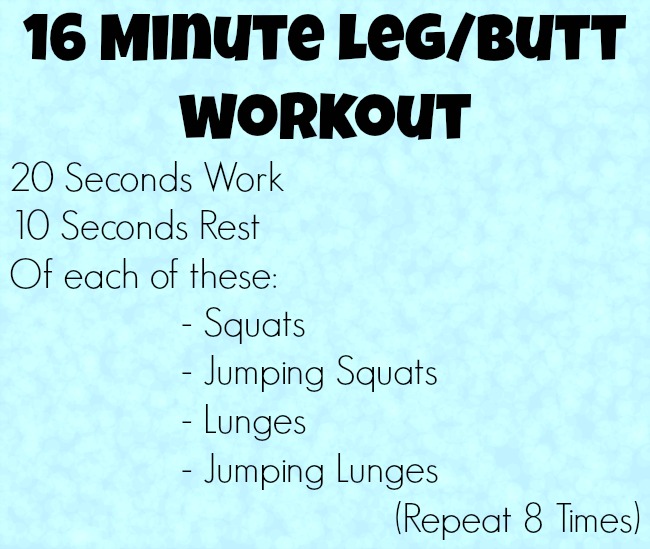 16 Minute Leg/Butt
Workout
20 Seconds Work
10 Seconds Rest
Of each of these:
- Squats
- Jumping Squats
- Lunges
- Jumping Lunges
(Repeat 8 Times)